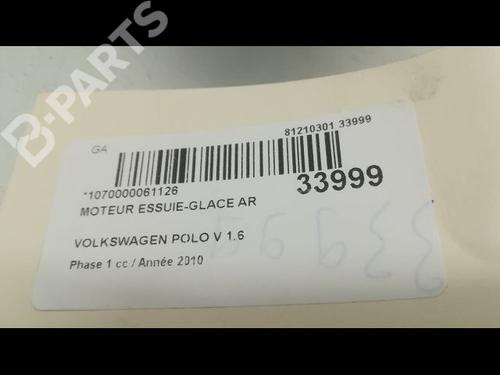 B-PARTS
81210301 33999
GA
*1070000061126
33999
MOTEUR ESSUIE-GLACE AR
VOLKSWAGEN POLO V 1.6
Phase 1 cc / Année 2010